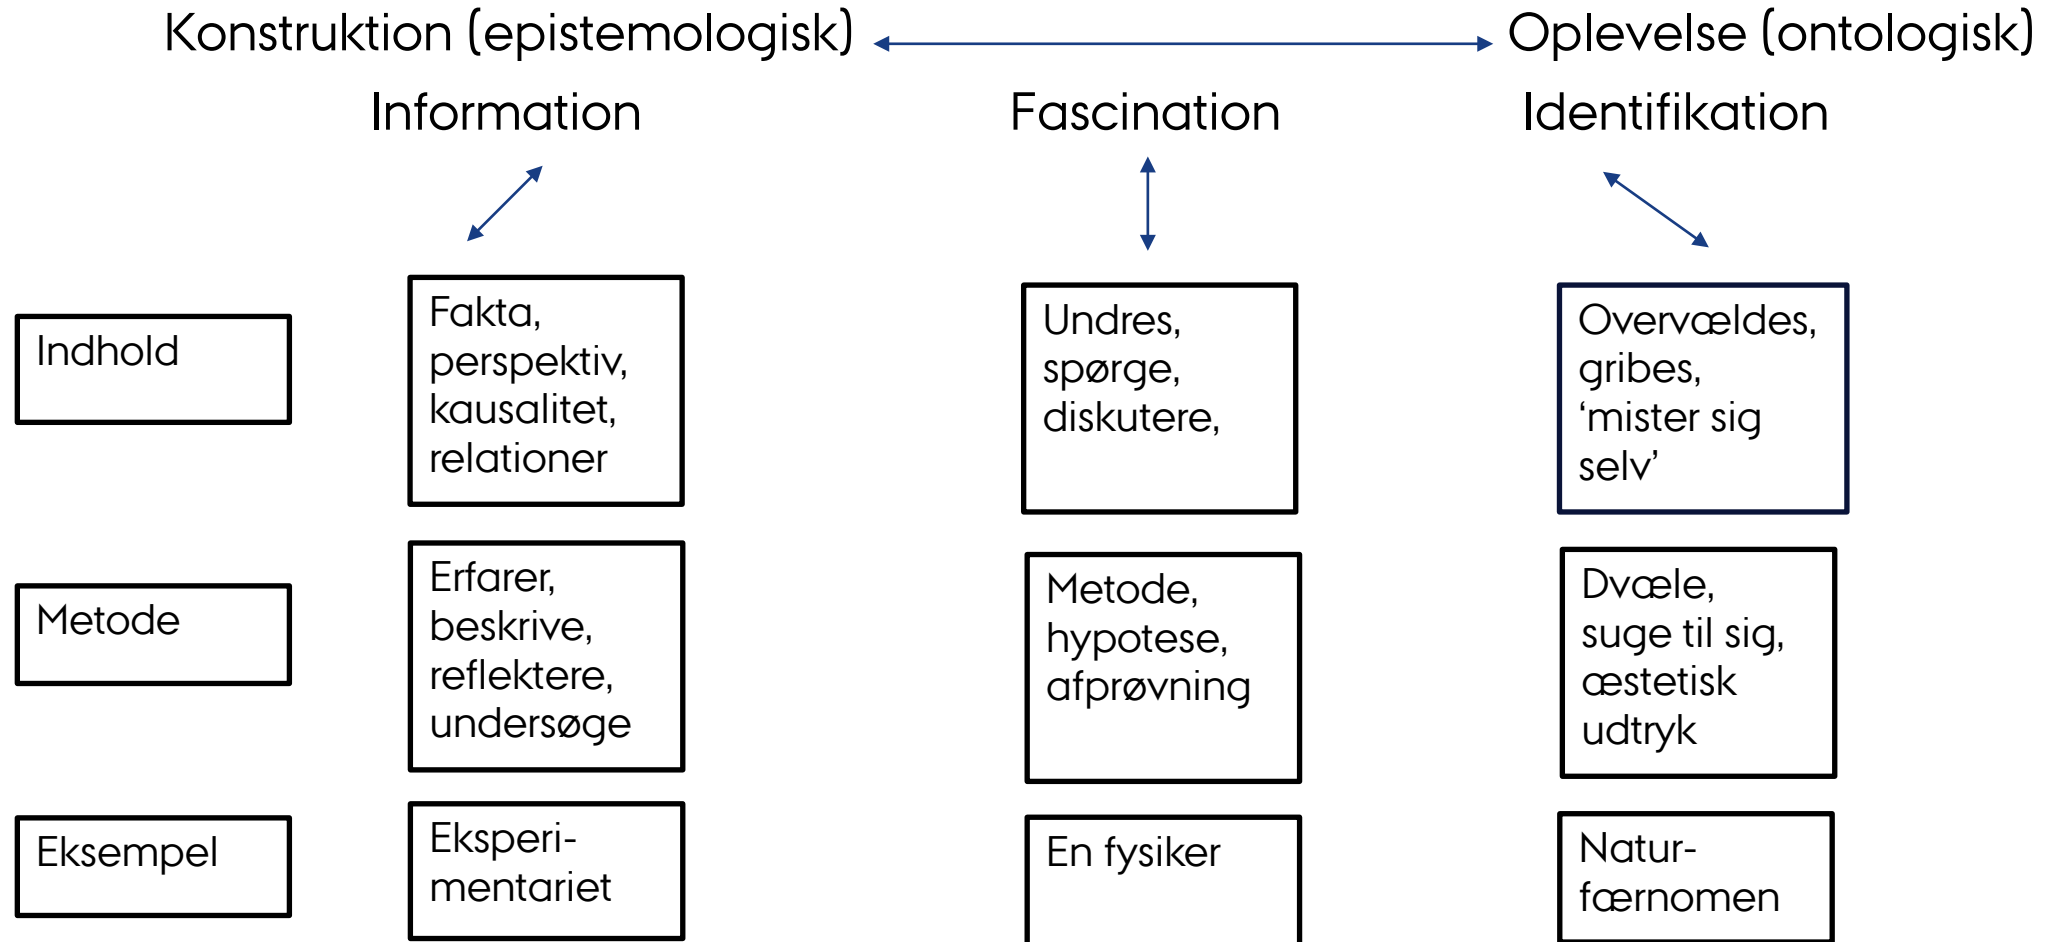 Konstruktion (epistemologisk)
Oplevelse (ontologisk)
Information
Fascination
Identifikation
Indhold
Fakta,
perspektiv,
kausalitet,
relationer
Undres,
spørge,
diskutere,
Overvældes,
gribes,
‘mister sig
selv’
Metode
Erfarer,
beskrive,
reflektere,
undersøge
Metode,
hypotese,
afprøvning
Dvæle,
suge til sig,
æstetisk
udtryk
Eksempel
Eksperi-
mentariet
En fysiker
Natur-
færnomen